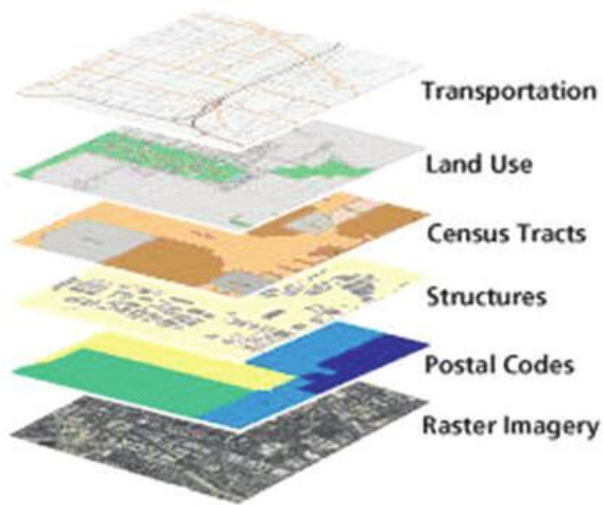 Transportation
Land Use
Census Tracts
Structures
Postal Codes
Raster Imagery